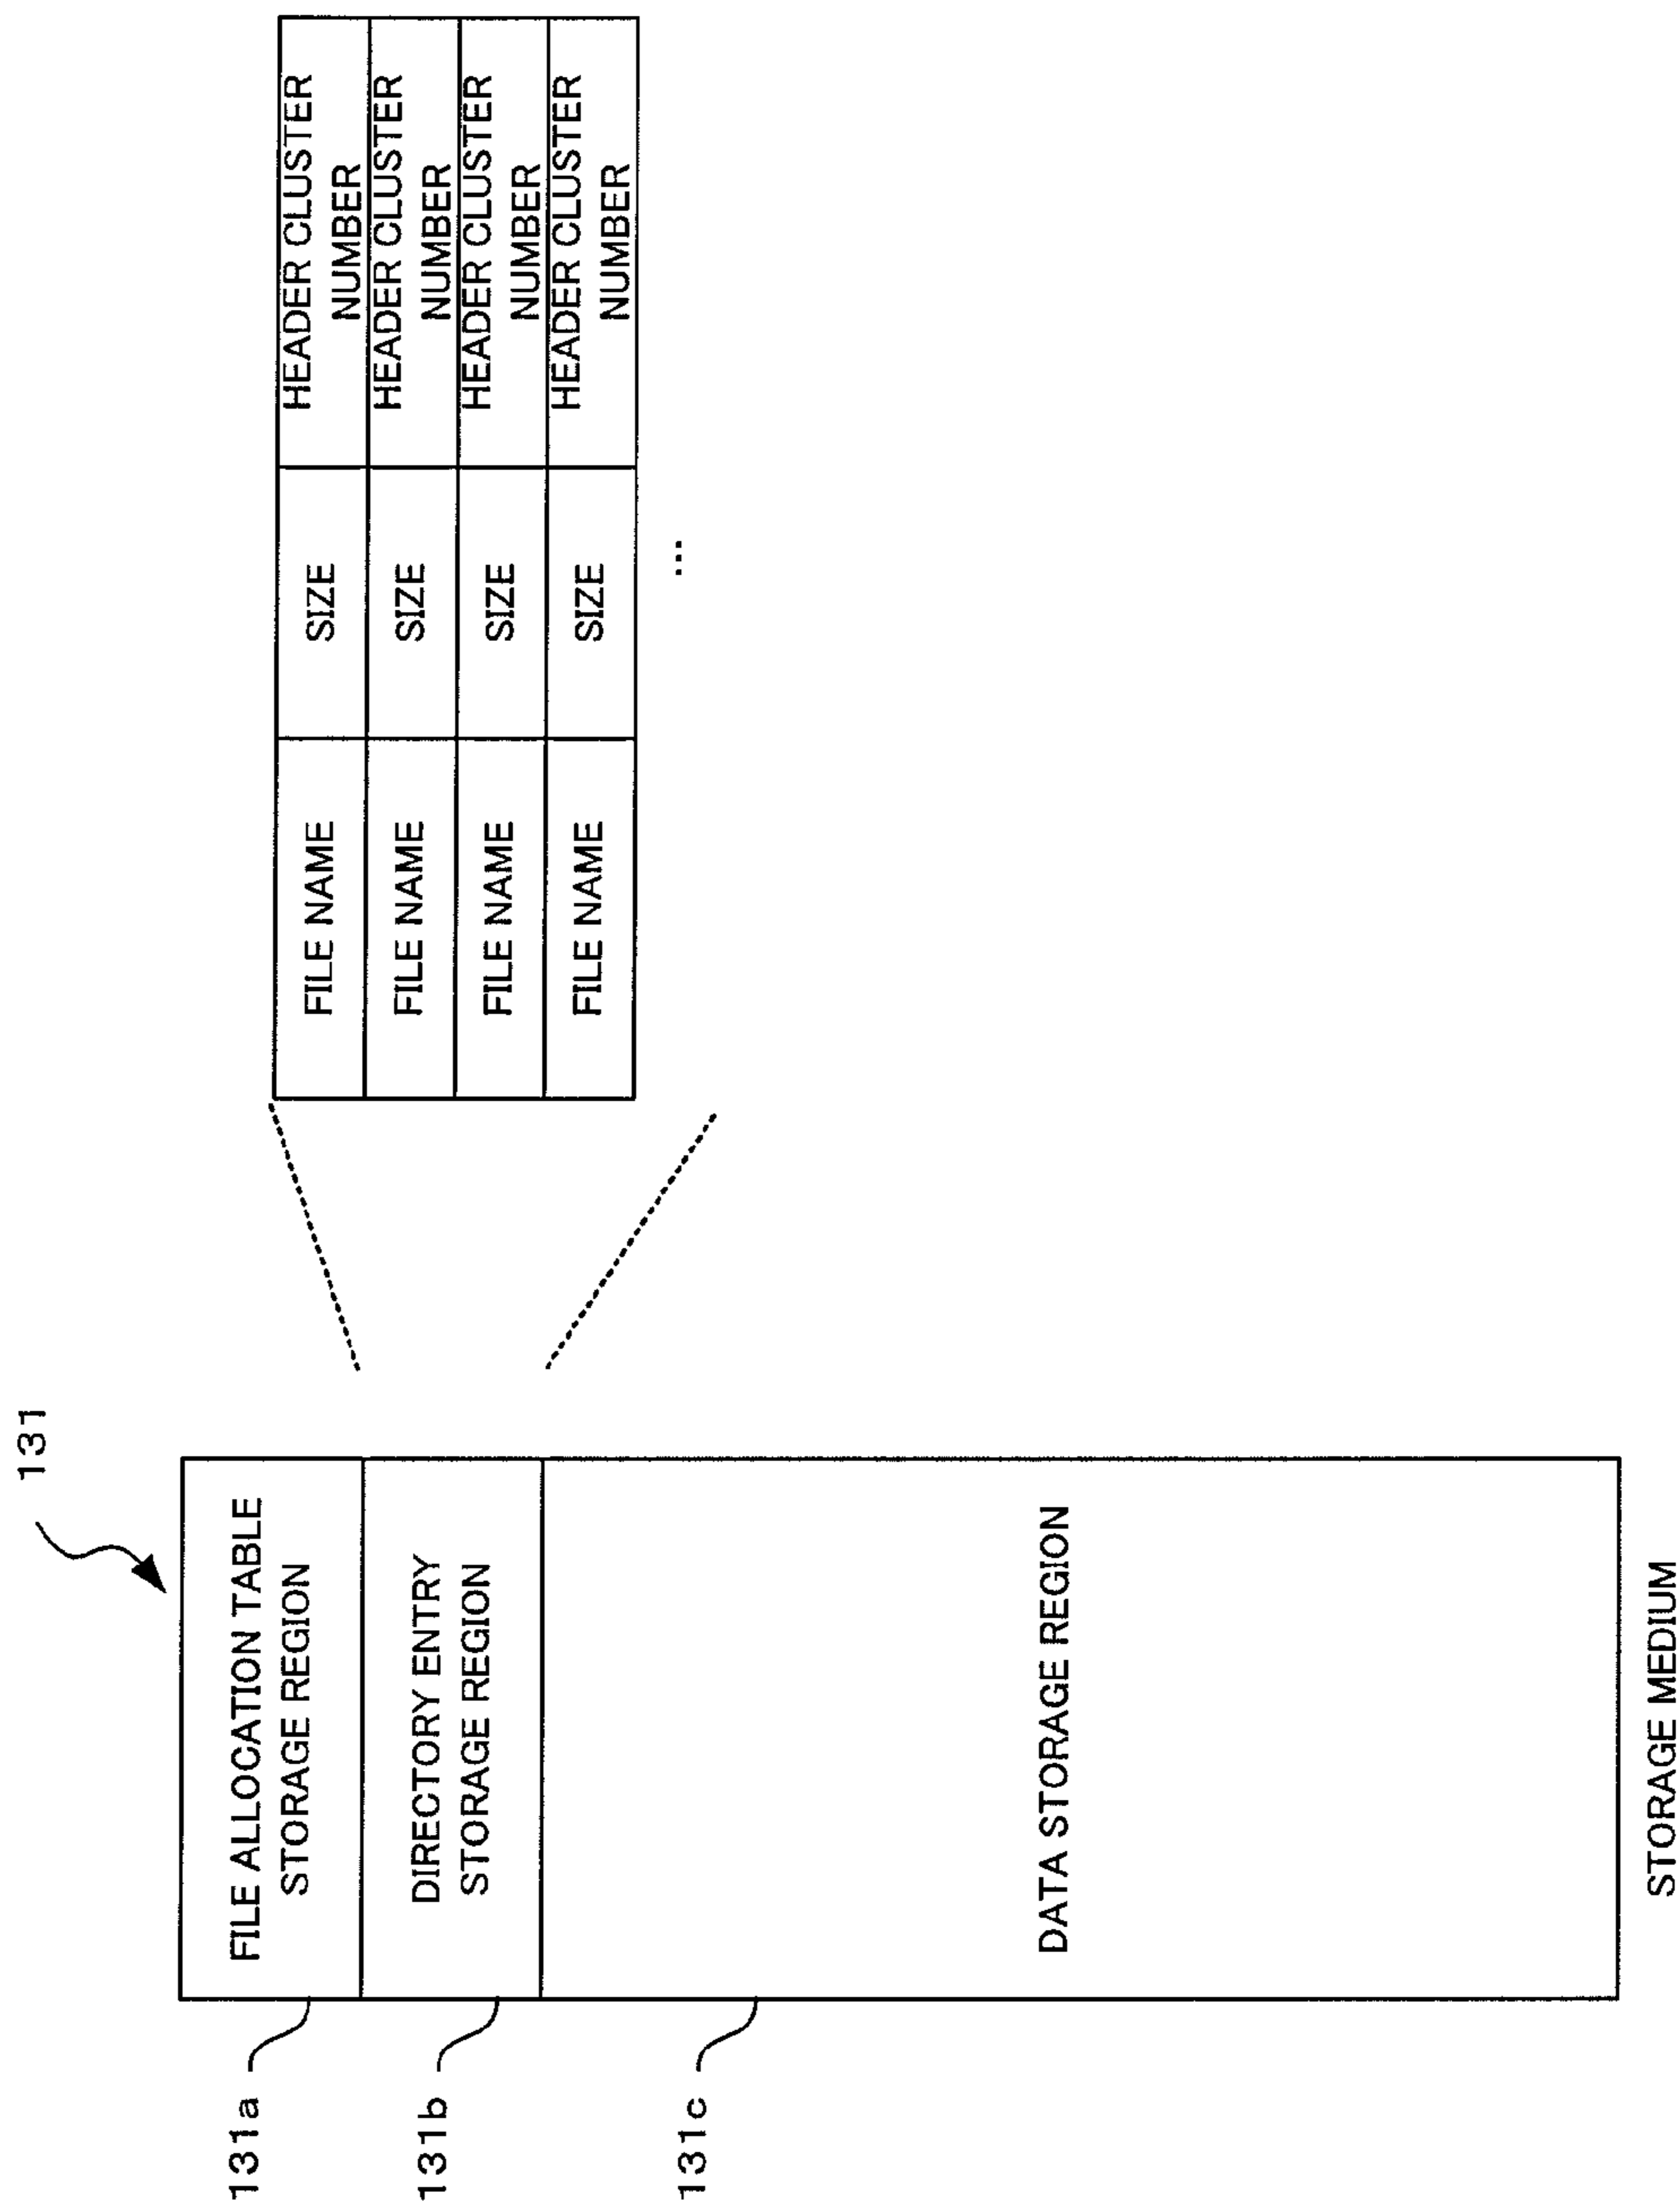 131
131a
FILE ALLOCATION TABLE
STORAGE REGION
131b
DIRECTORY ENTRY
STORAGE REGION
131c
DATA STORAGE REGION
STORAGE MEDIUM
FILE NAME SIZE HEADER CLUSTER
NUMBER
FILE NAME SIZE HEADER CLUSTER
NUMBER
FILE NAME SIZE HEADER CLUSTER
NUMBER
FILE NAME SIZE HEADER CLUSTER
NUMBER
...